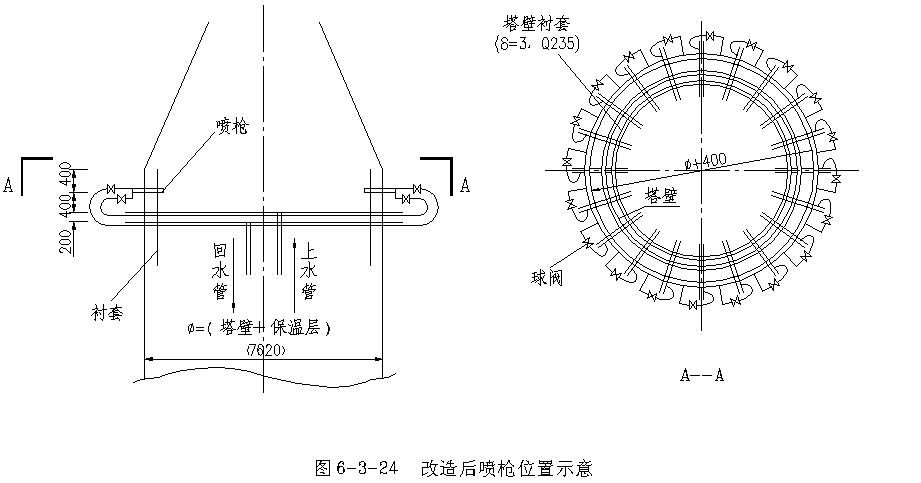 塔壁衬套
(8=3. Q235)
喷枪
A
A
400
400
200
φ+400
塔壁
回水管
上水管
球阀
衬套
φ=(塔壁+保温层)
(7620)
A--A
图 6-3-24 改造后喷枪位置示意